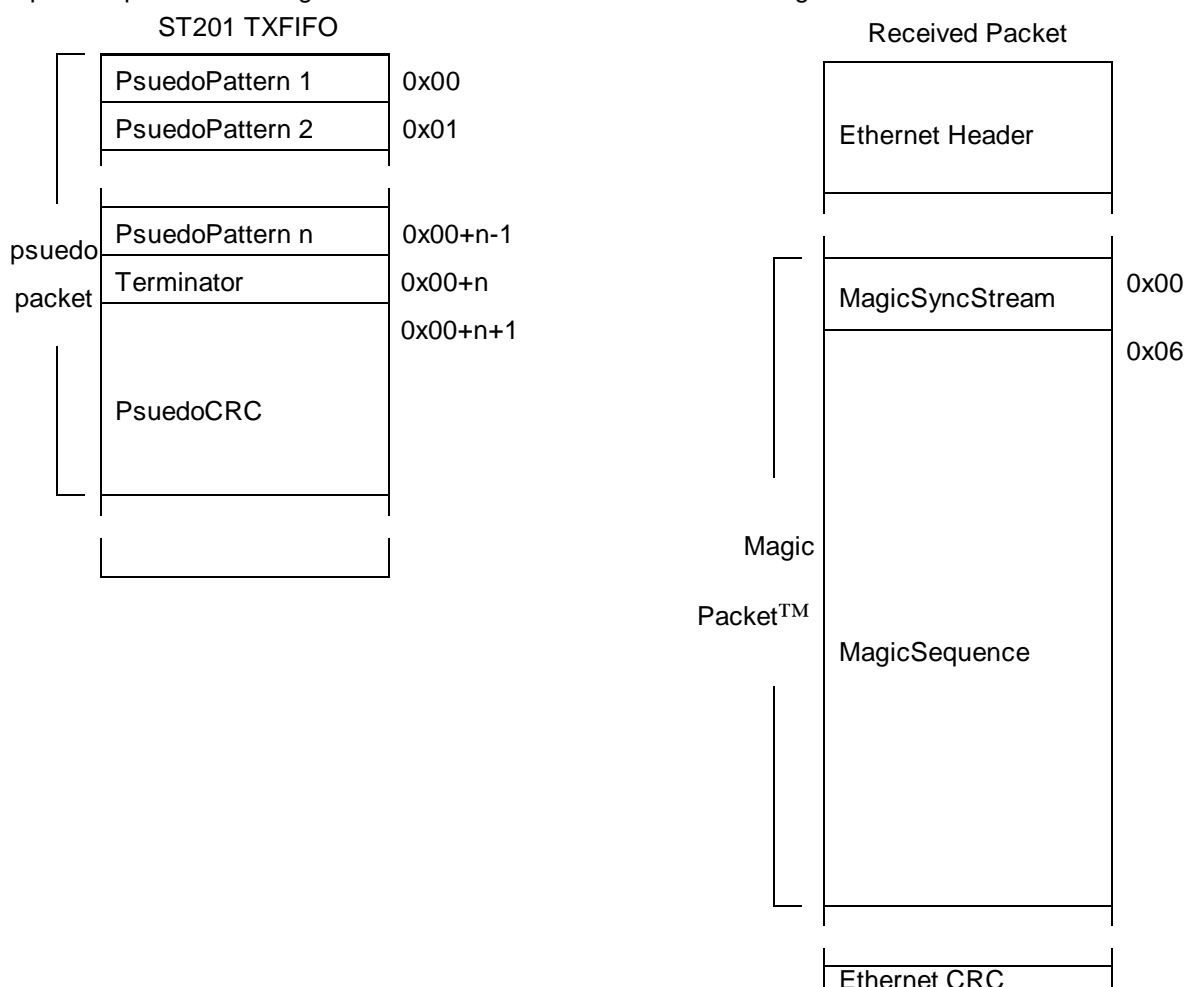 ST201 TXFIFO
PsuedoPattern 1 0x00
PsuedoPattern 2 0x01
PsuedoPattern n 0x00+n-1
psuedo
Terminator 0x00+n
packet
0x00+n+1
PsuedoCRC
Received Packet
Ethernet Header
MagicSyncStream 0x00
0x06
Magic
Packet™
MagicSequence
Ethernet CRC